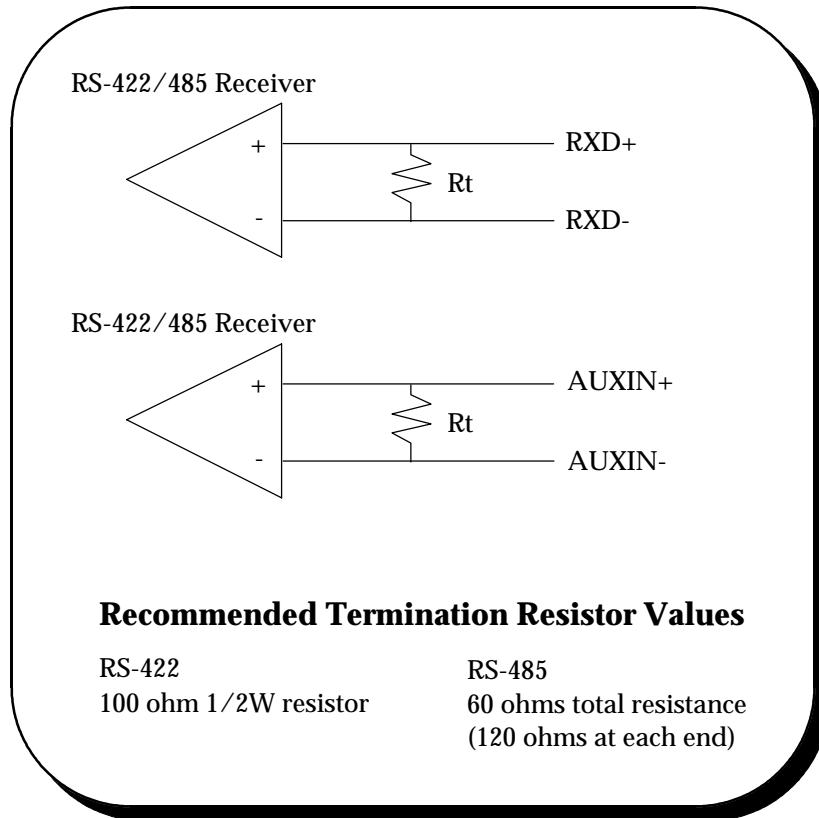 RS-422/485 Receiver
+
RXD+
Rt
-
RXD-
RS-422/485 Receiver
+
AUXIN+
Rt
-
AUXIN-
Recommended Termination Resistor Values
RS-422
100 ohm 1/2W resistor
RS-485
60 ohms total resistance
(120 ohms at each end)